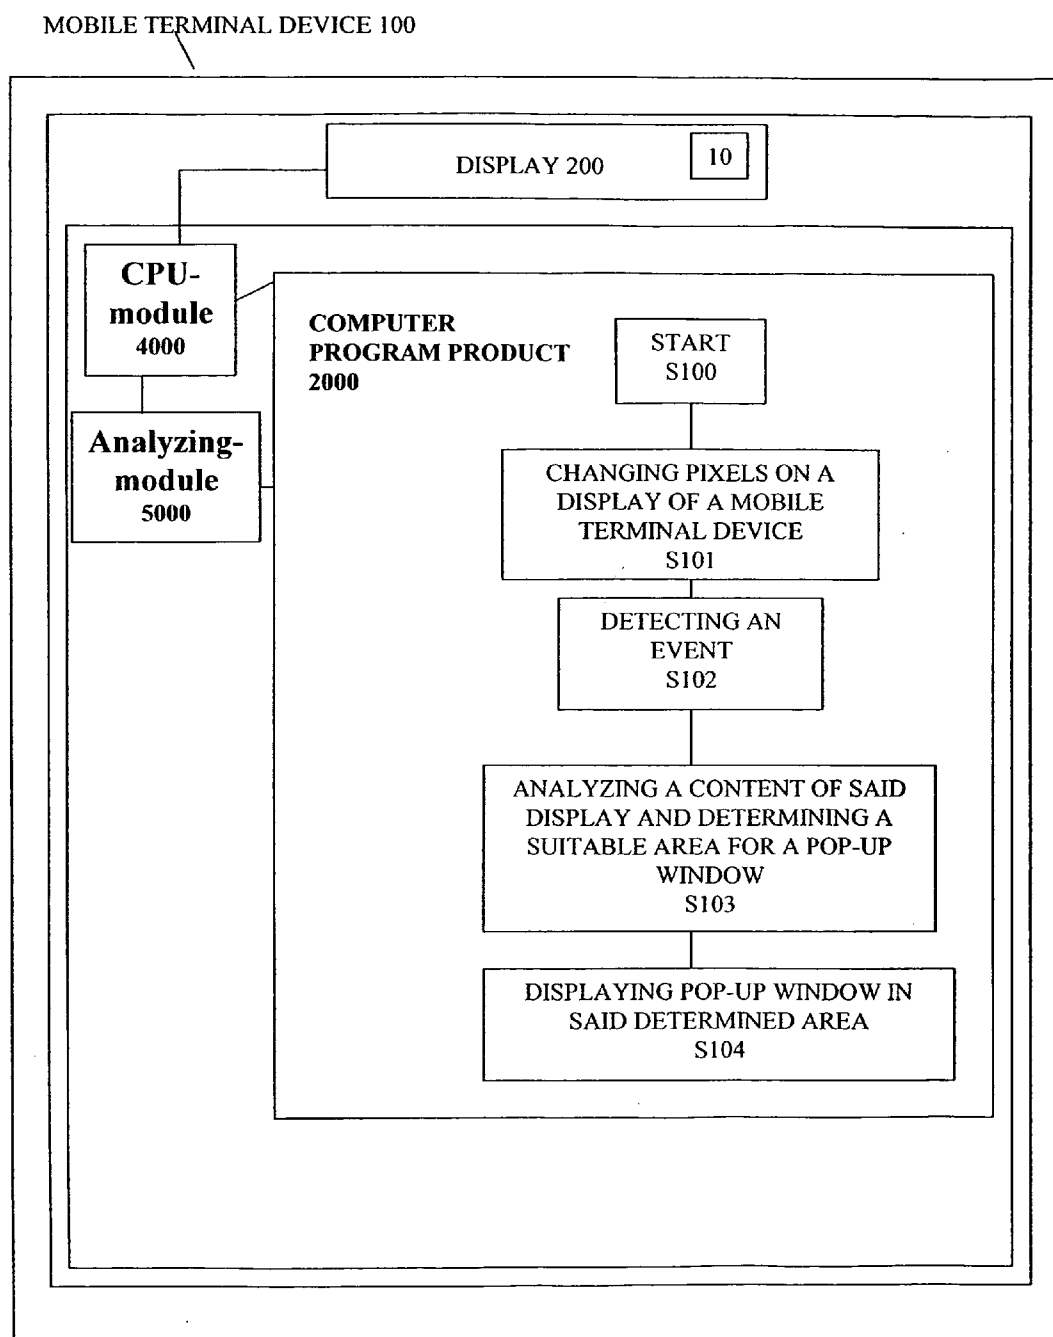 MOBILE TERMINAL DEVICE 100
DISPLAY 200
10
CPU-
module
4000
Analyzing-
module
5000
COMPUTER
PROGRAM PRODUCT
2000
START
S100
CHANGING PIXELS ON A
DISPLAY OF A MOBILE
TERMINAL DEVICE
S101
DETECTING AN
EVENT
S102
ANALYZING A CONTENT OF SAID
DISPLAY AND DETERMINING A
SUITABLE AREA FOR A POP-UP
WINDOW
S103
DISPLAYING POP-UP WINDOW IN
SAID DETERMINED AREA
S104